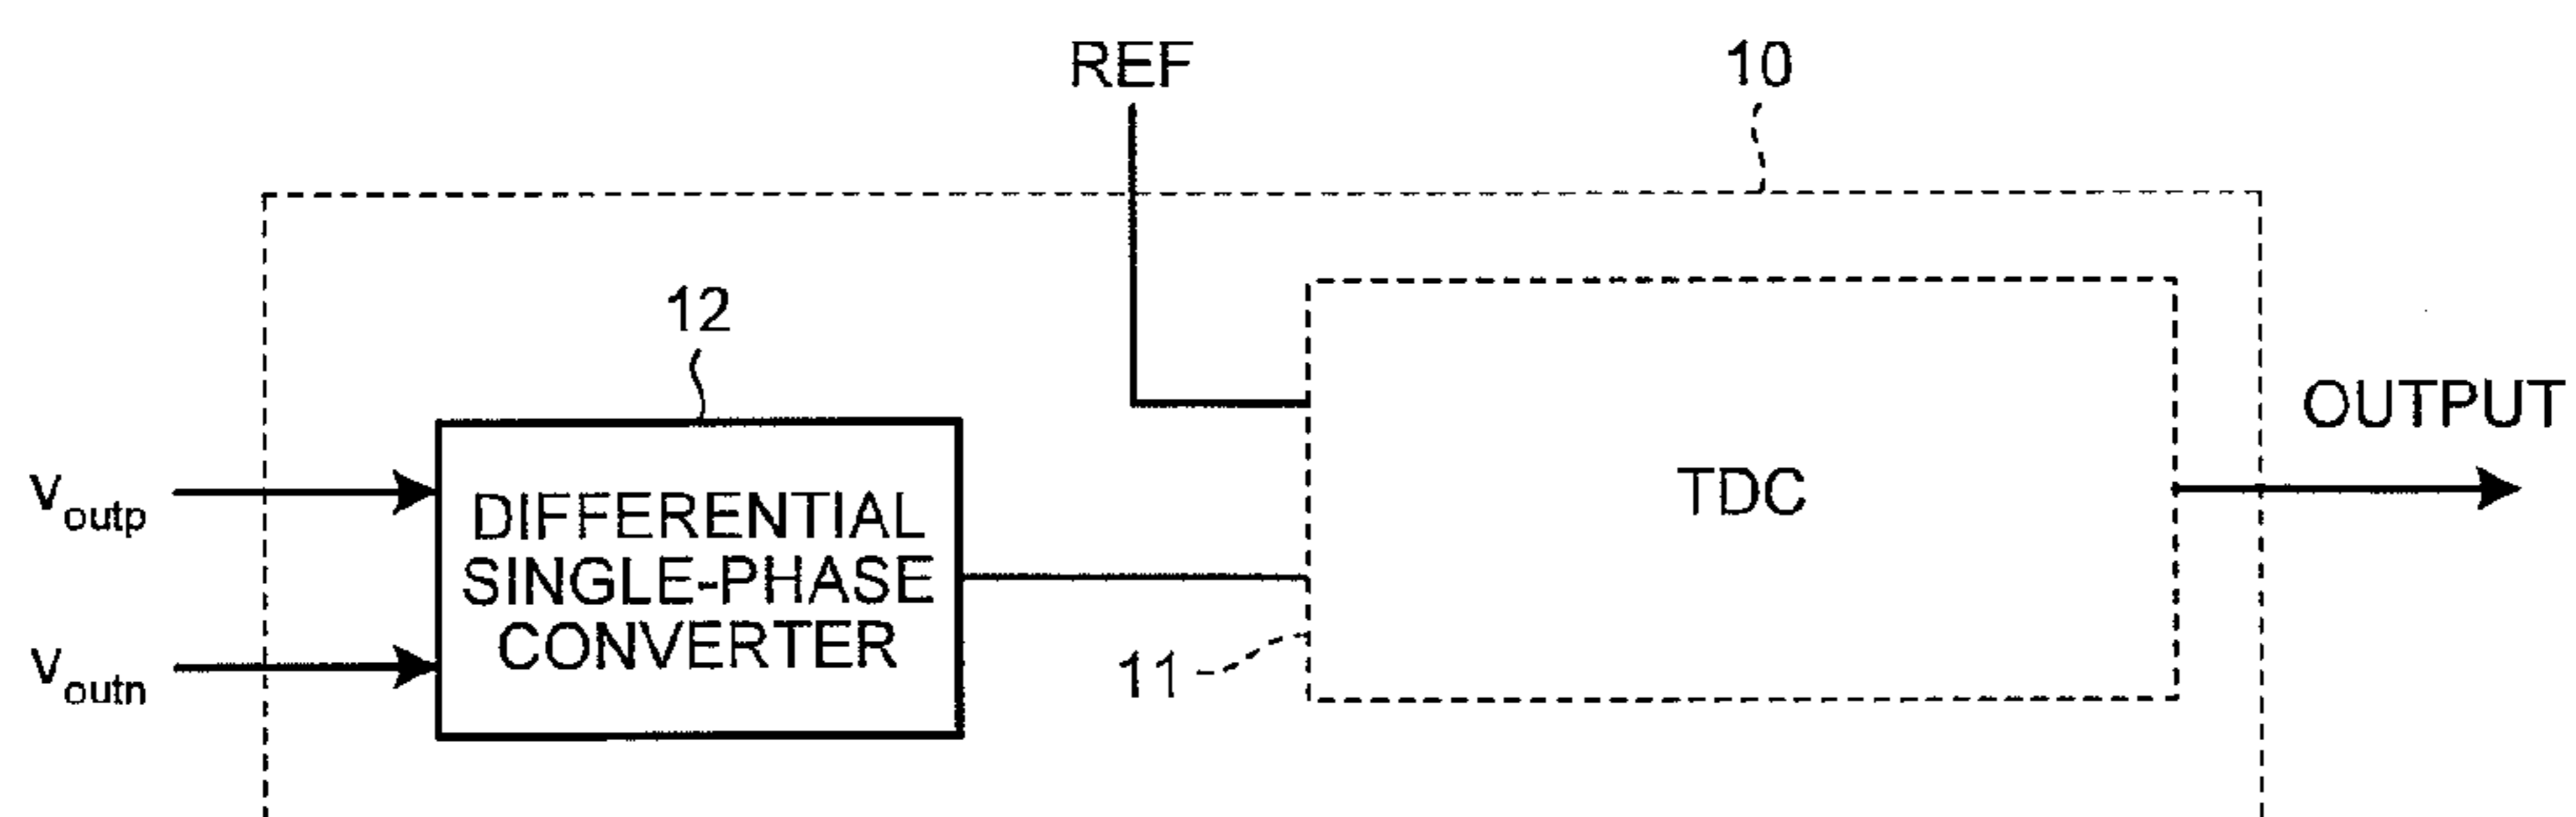 REF
10
12
OUTPUT
Voutp
DIFFERENTIAL
SINGLE-PHASE
CONVERTER
TDC
Voutn
11